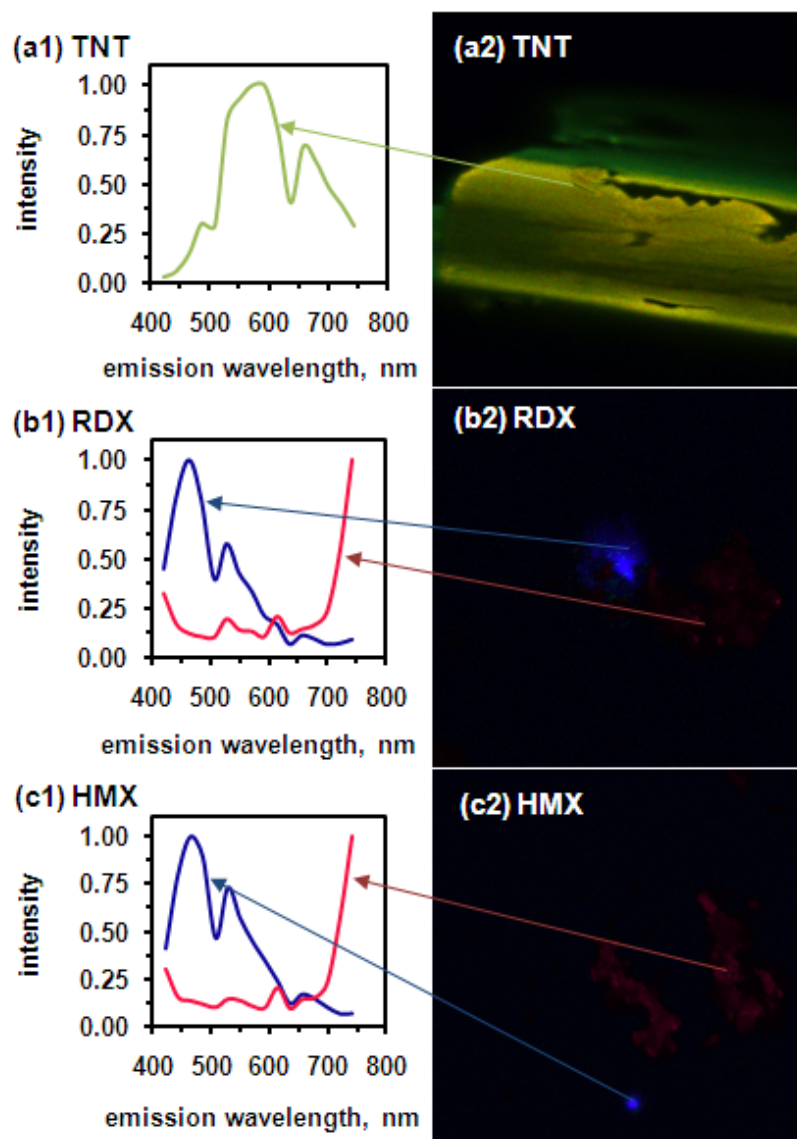 (a1) TNT
(a2) TNT
1.00
0.75
0.50
0.25
0.00
intensity
400 500 600 700 800
emission wavelength, nm
(b1) RDX
(b2) RDX
1.00
0.75
0.50
0.25
0.00
intensity
400 500 600 700 800
emission wavelength, nm
(c1) HMX
(c2) HMX
1.00
0.75
0.50
0.25
0.00
intensity
400 500 600 700 800
emission wavelength, nm